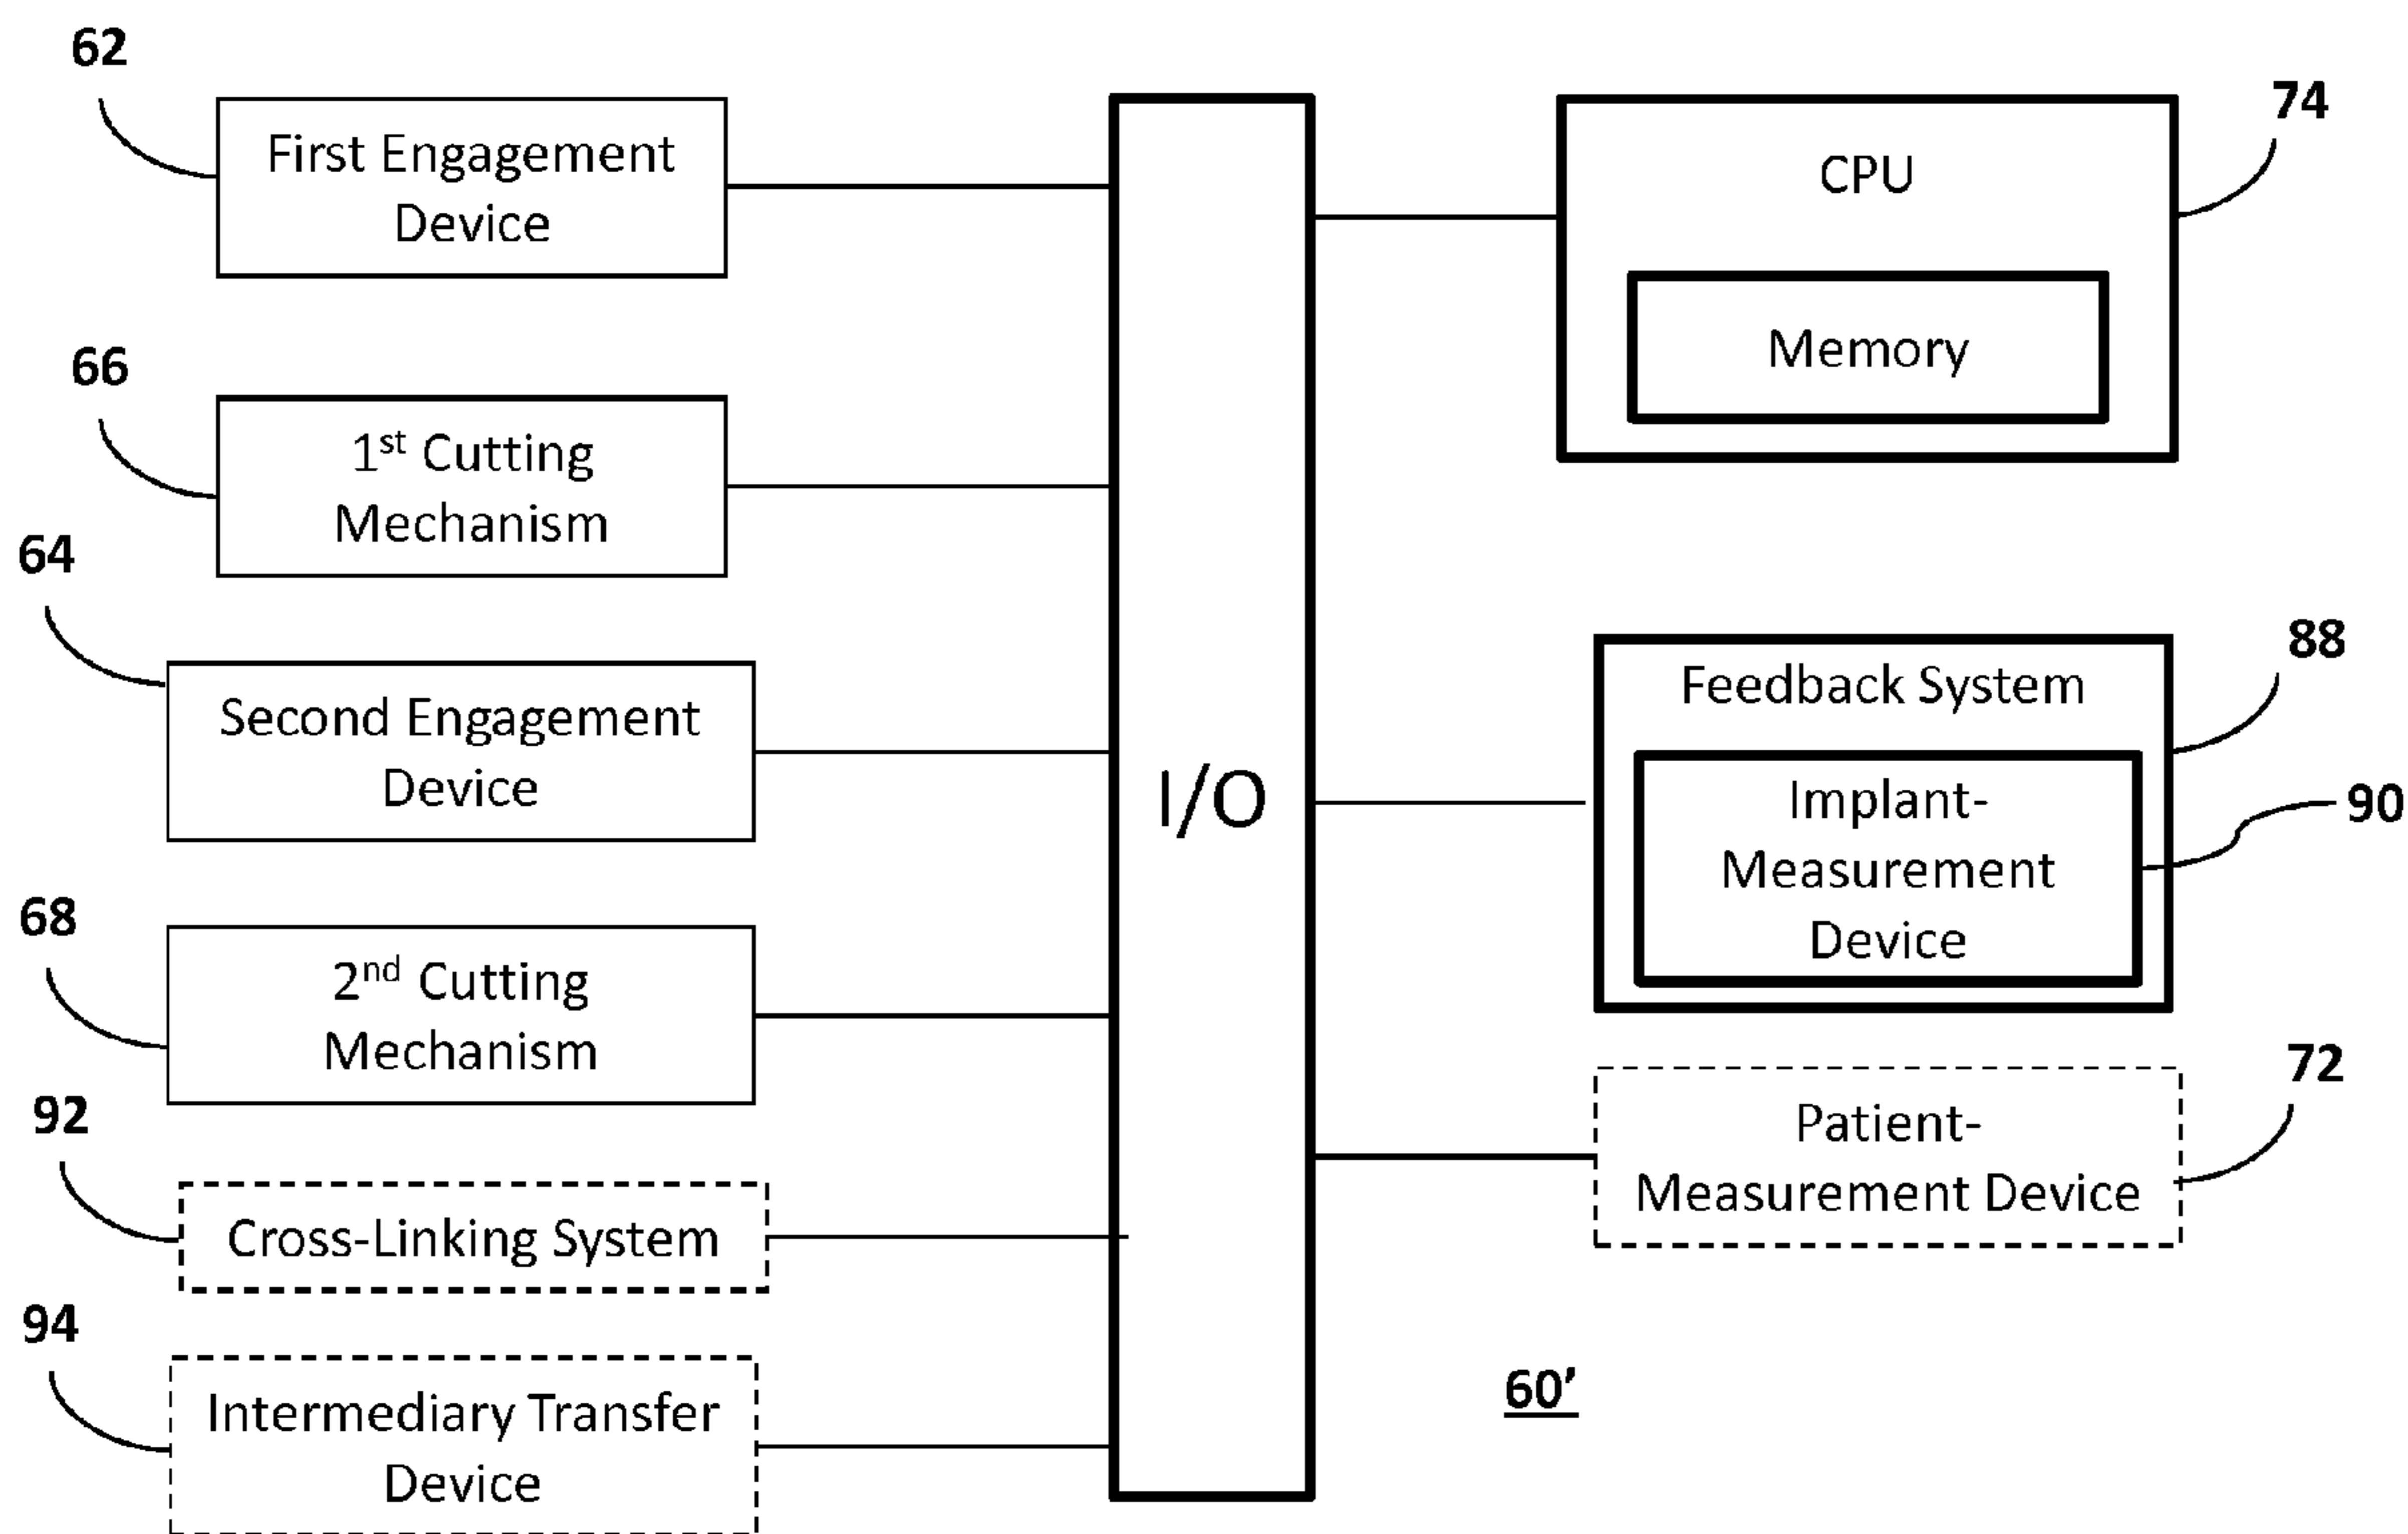 62
First Engagement
Device
66
1st Cutting
Mechanism
64
Second Engagement
Device
68
2nd Cutting
Mechanism
92
Cross-Linking System
94
Intermediary Transfer
Device
I/O
74
CPU
Memory
88
Feedback System
Implant-
Measurement
Device
90
72
Patient-
Measurement Device
60’